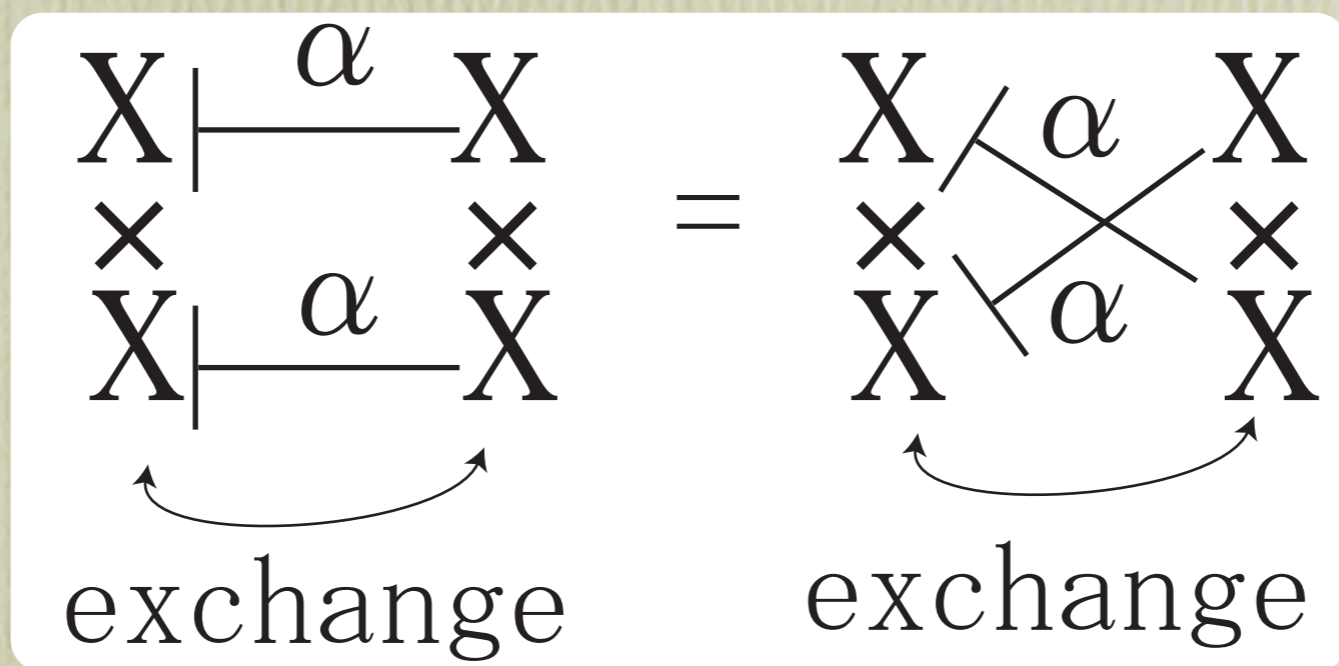 α α
X X = X X
× × × ×
α α
X X X X
exchange exchange